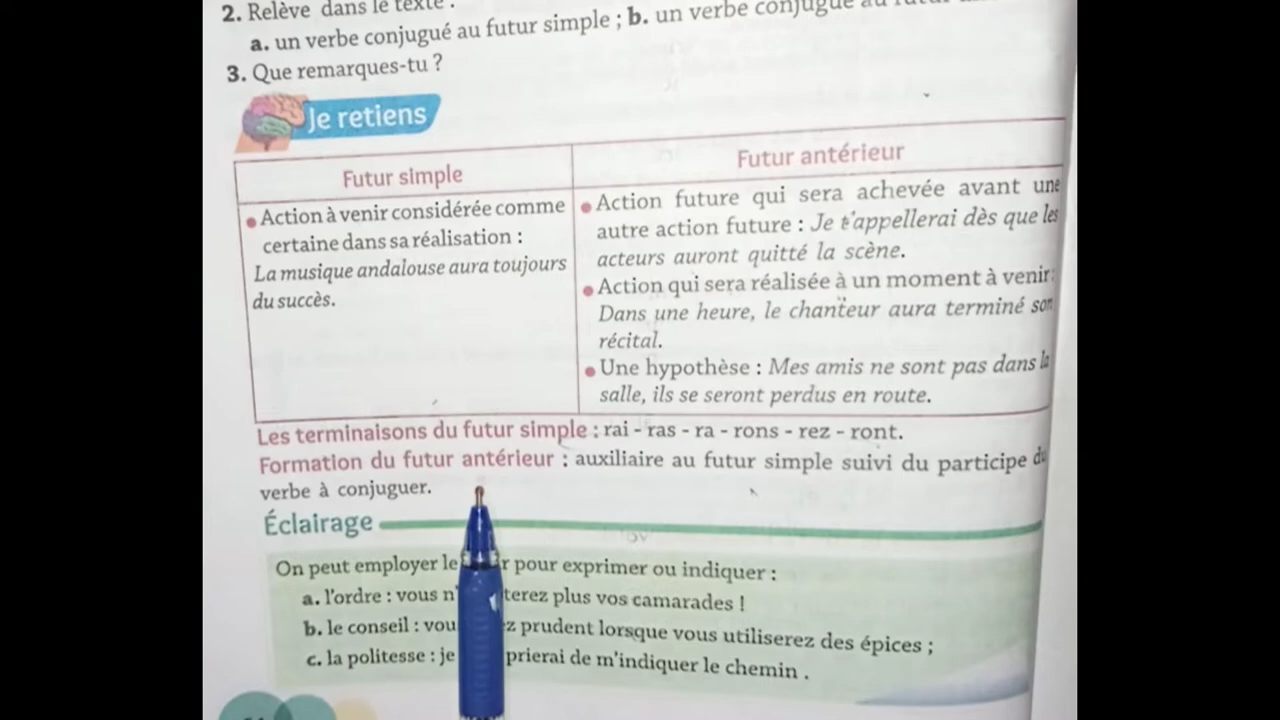 2. Relève dans le texte :
a. un verbe conjugué au futur simple ; b. un verbe conjugué au futur
3. Que remarques-tu ?
Je retiens
Futur simple
Futur antérieur
• Action à venir considérée comme
certaine dans sa réalisation :
La musique andalouse aura toujours
du succès.
• Action future qui sera achevée avant une
autre action future : Je t'appellerai dès que les
acteurs auront quitté la scène.
• Action qui sera réalisée à un moment à venir :
Dans une heure, le chanteur aura terminé son
récital.
• Une hypothèse : Mes amis ne sont pas dans la
salle, ils se seront perdus en route.
Les terminaisons du futur simple : rai - ras - ra - rons - rez - ront.
Formation du futur antérieur : auxiliaire au futur simple suivi du participe du
verbe à conjuguer.
Éclairage
On peut employer le r pour exprimer ou indiquer :
a. l'ordre : vous n' terez plus vos camarades !
b. le conseil : vou z prudent lorsque vous utiliserez des épices ;
c. la politesse : je prierai de m'indiquer le chemin .